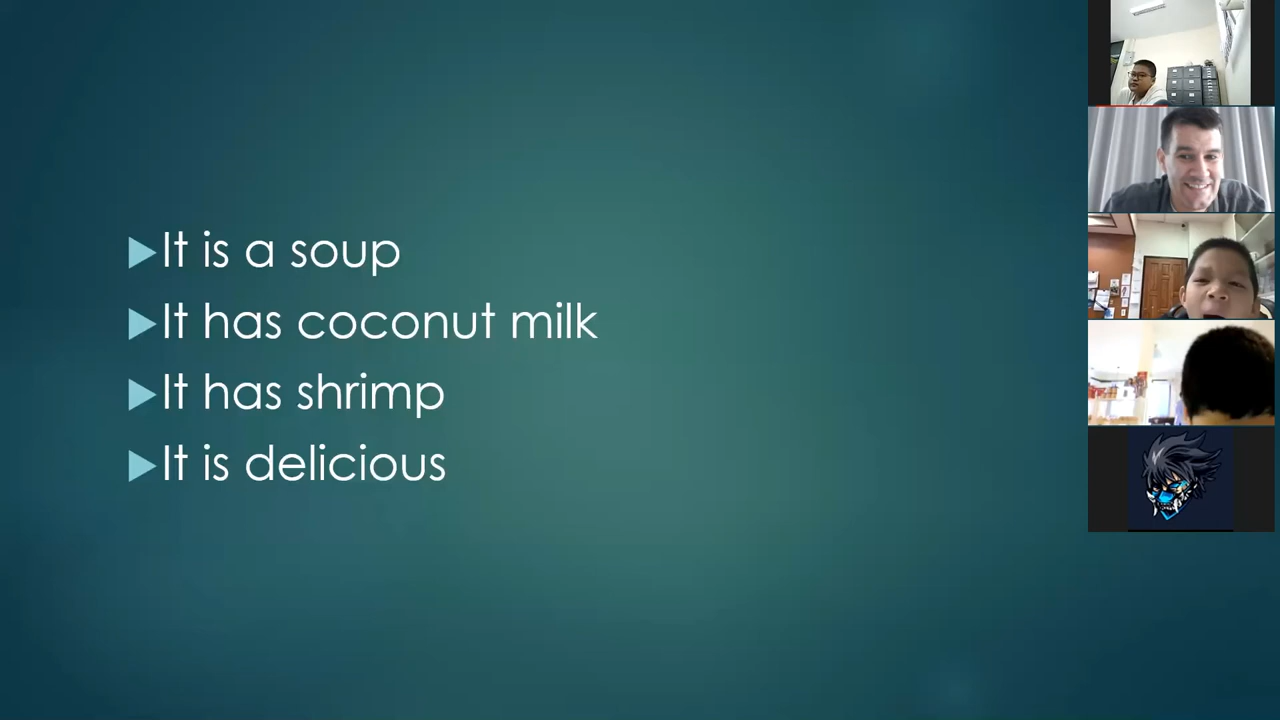 It is a soup
It has coconut milk
It has shrimp
It is delicious